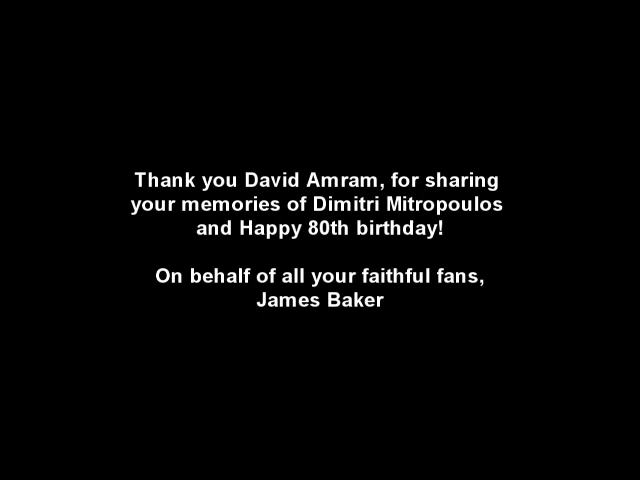 Thank you David Amram, for sharing
your memories of Dimitri Mitropoulos
and Happy 80th birthday!
On behalf of all your faithful fans,
James Baker